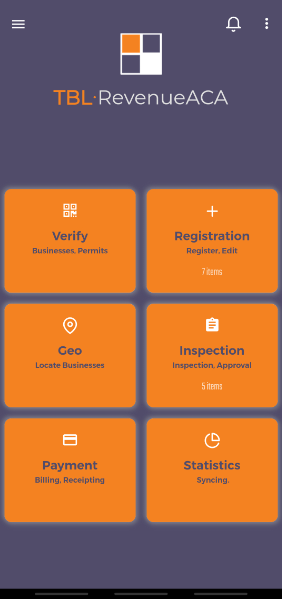 TBL·RevenueACA
Verify
Businesses, Permits
Registration
Register, Edit
7 items
Geo
Locate Businesses
Inspection
Inspection, Approval
5 items
Payment
Billing, Receipting
Statistics
Syncing.